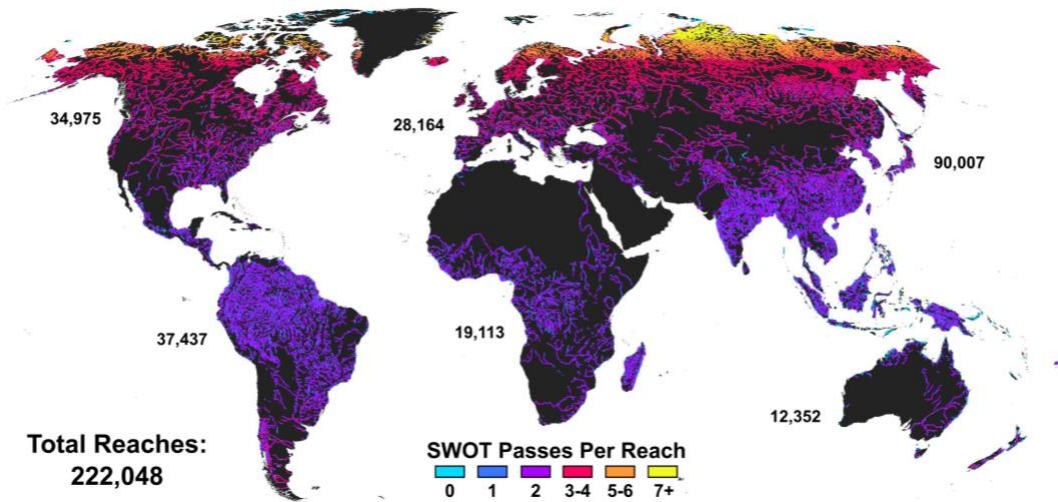 34,975
28,164
90,007
37,437
19,113
12,352
Total Reaches:
222,048
SWOT Passes Per Reach
0 1 2 3-4 5-6 7+